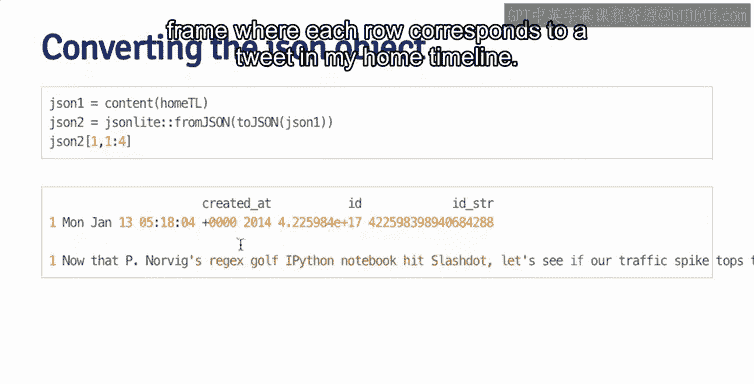 frame where each row corresponds to a
tweet in my home timeline.
Converting the json object
json1 = content(homeTL)
json2 = jsonlite::fromJSON(toJSON(json1))
json2[1,1:4]
created_at id id_str
1 Mon Jan 13 05:18:04 +0000 2014 4.225984e+17 422598398940684288
1 Now that P. Norvig's regex golf IPython notebook hit Slashdot, let's see if our traffic spike tops t